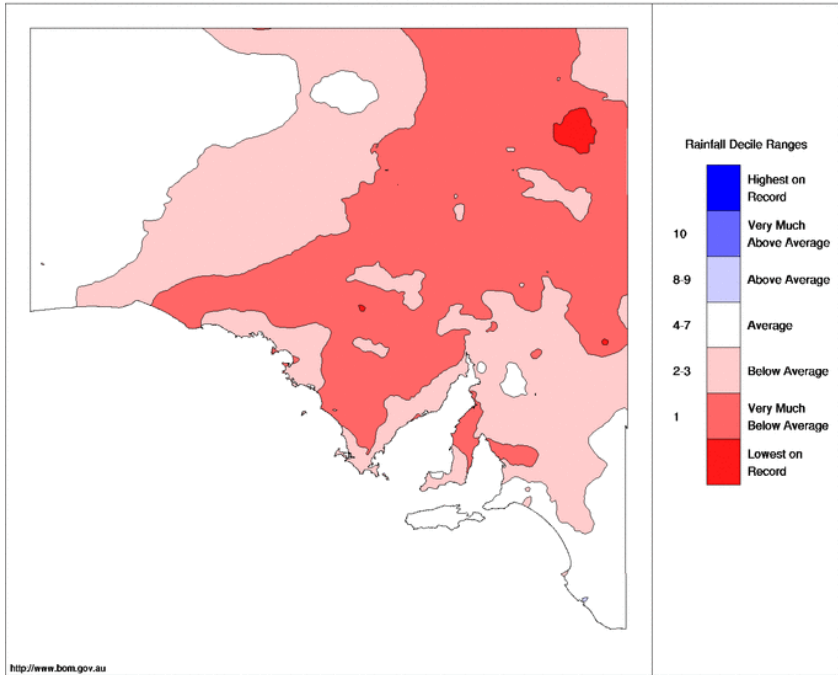 Rainfall Decile Ranges
Highest on
Record
10
Very Much
Above Average
8-9
Above Average
4-7
Average
2-3
Below Average
1
Very Much
Below Average
Lowest on
Record
http://www.bom.gov.au